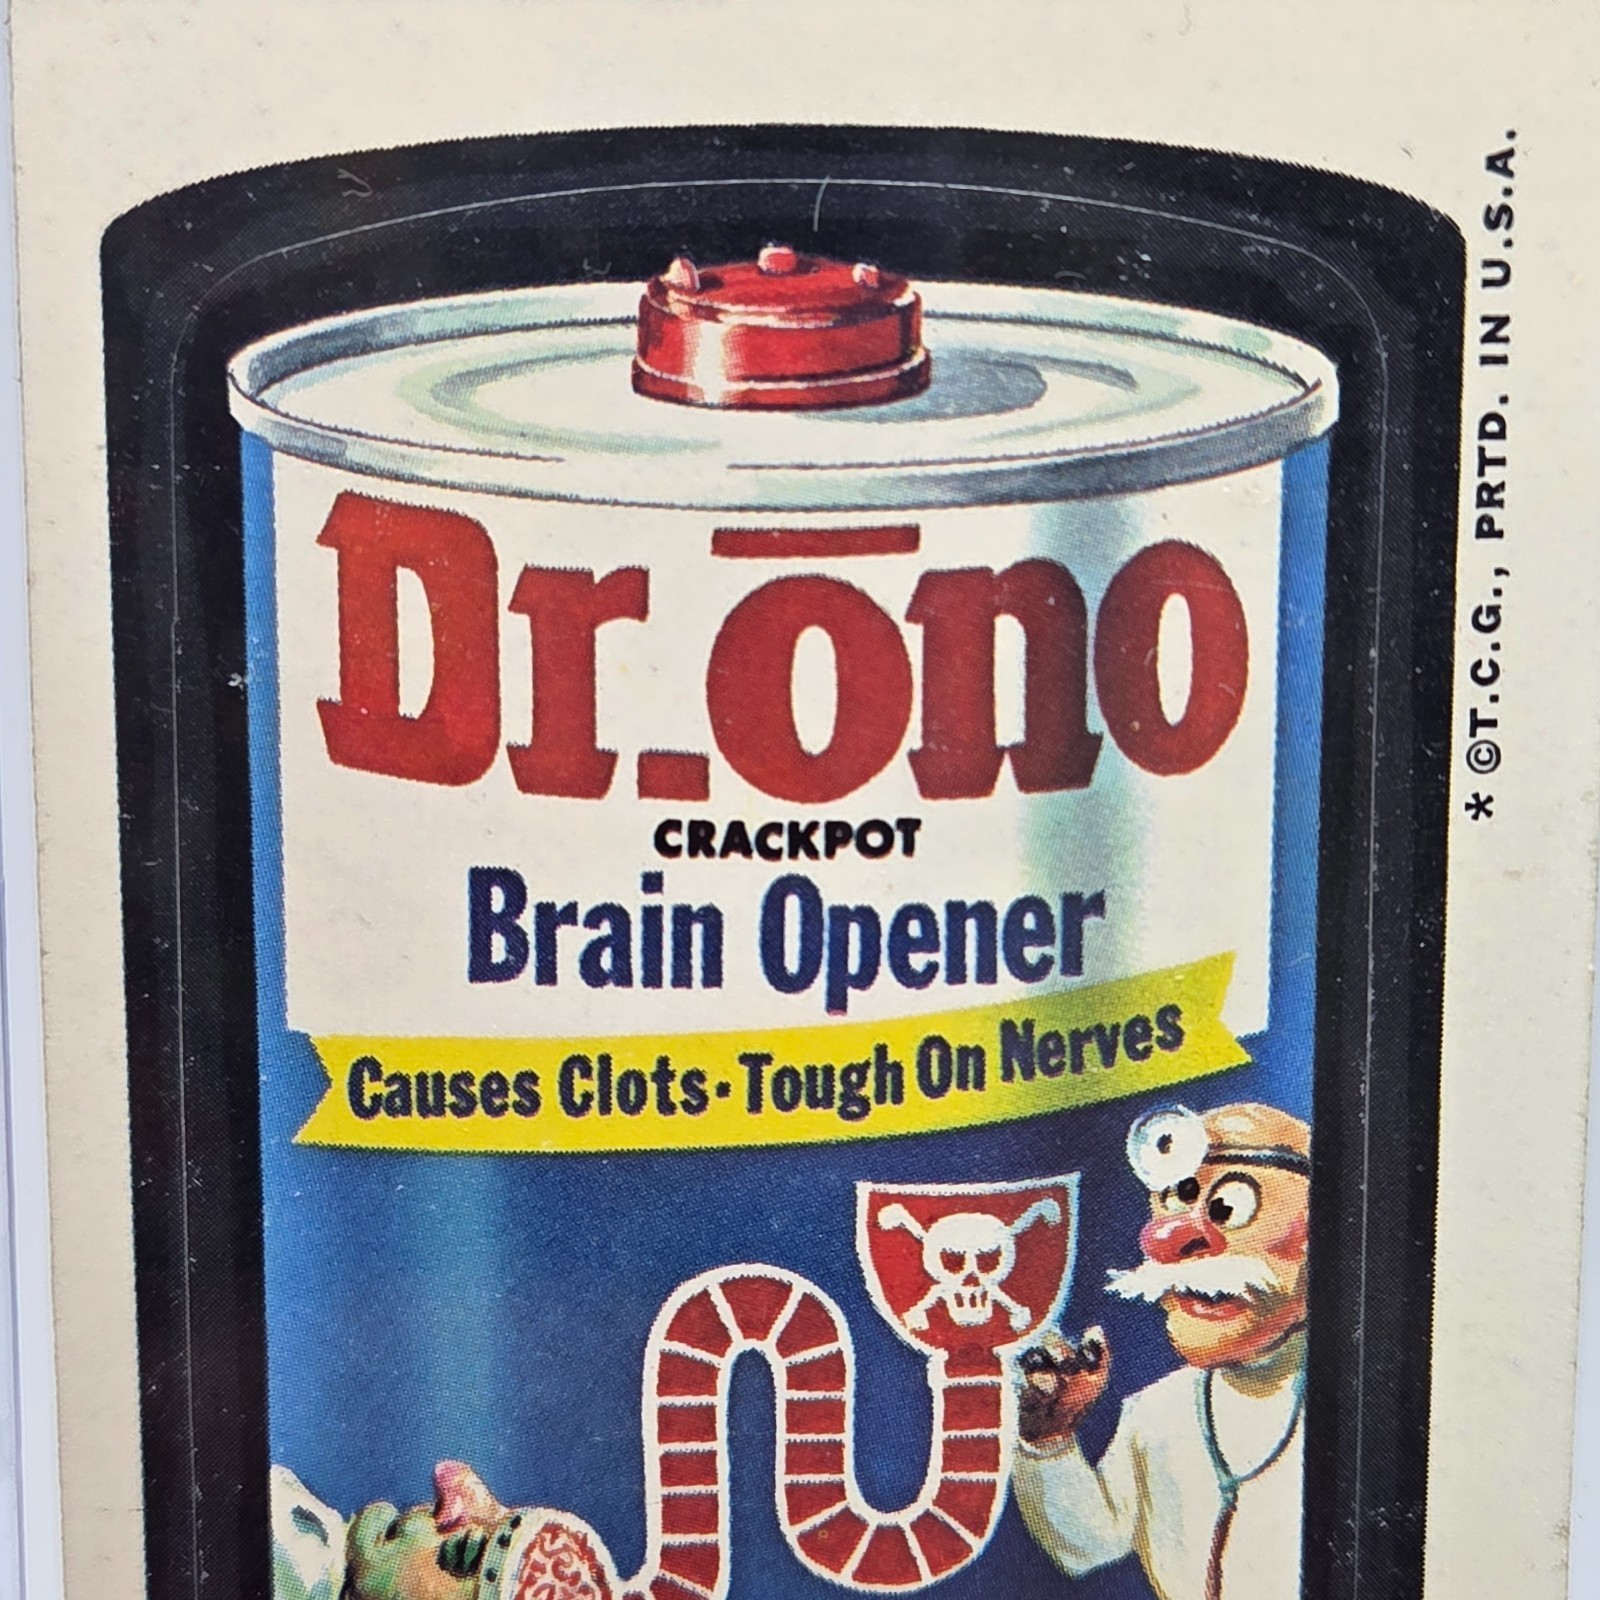 Dr.ōno
CRACKPOT
Brain Opener
Causes Clots·Tough On Nerves
*©T.C.G., PRTD. IN U.S.A.